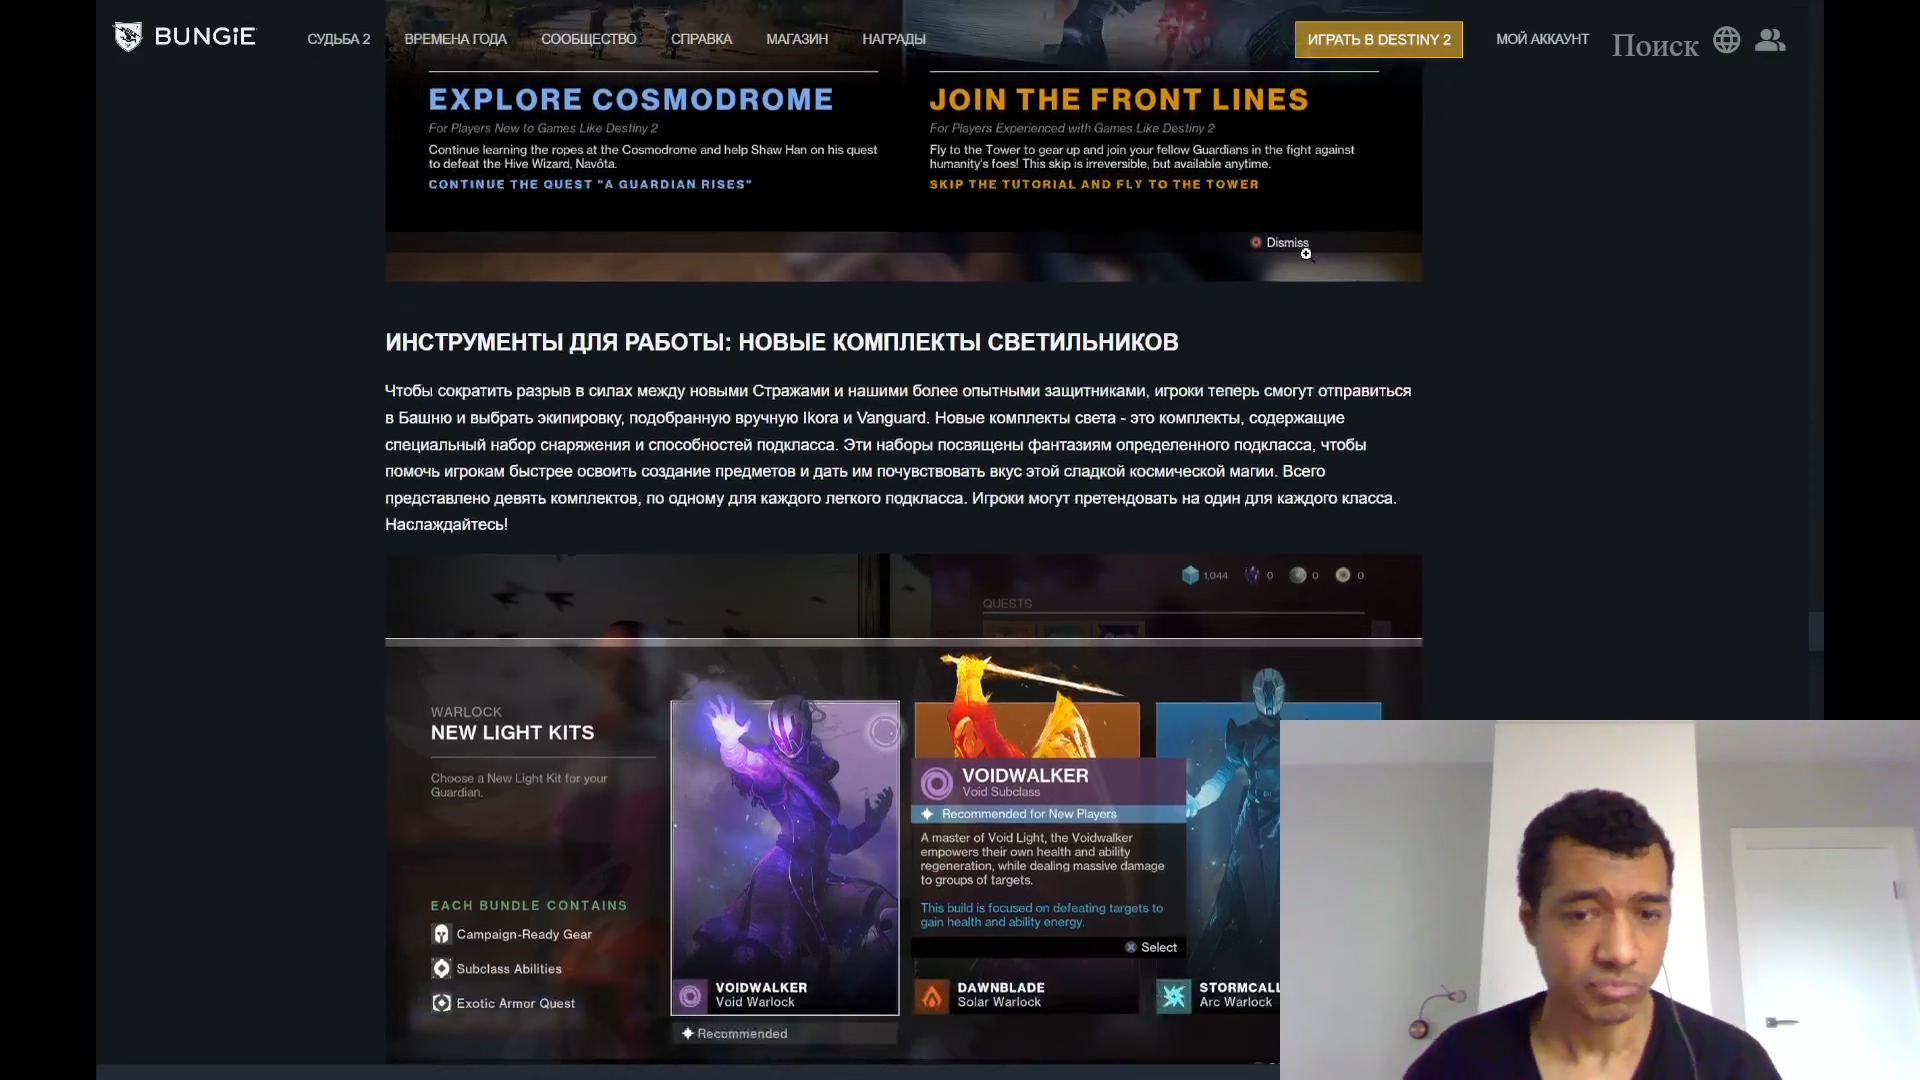 BUNGiE
СУДЬБА 2
ВРЕМЕНА ГОДА
СООБЩЕСТВО
СПРАВКА
МАГАЗИН
НАГРАДЫ
ИГРАТЬ В DESTINY 2
МОЙ АККАУНТ
Поиск
EXPLORE COSMODROME
For Players New to Games Like Destiny 2
Continue learning the ropes at the Cosmodrome and help Shaw Han on his quest
to defeat the Hive Wizard, Navôta.
CONTINUE THE QUEST "A GUARDIAN RISES"
JOIN THE FRONT LINES
For Players Experienced with Games Like Destiny 2
Fly to the Tower to gear up and join your fellow Guardians in the fight against
humanity's foes! This skip is irreversible, but available anytime.
SKIP THE TUTORIAL AND FLY TO THE TOWER
Dismiss
ИНСТРУМЕНТЫ ДЛЯ РАБОТЫ: НОВЫЕ КОМПЛЕКТЫ СВЕТИЛЬНИКОВ
Чтобы сократить разрыв в силах между новыми Стражами и нашими более опытными защитниками, игроки теперь смогут отправиться
в Башню и выбрать экипировку, подобранную вручную Ikora и Vanguard. Новые комплекты света - это комплекты, содержащие
специальный набор снаряжения и способностей подкласса. Эти наборы посвящены фантазиям определенного подкласса, чтобы
помочь игрокам быстрее освоить создание предметов и дать им почувствовать вкус этой сладкой космической магии. Всего
представлено девять комплектов, по одному для каждого легкого подкласса. Игроки могут претендовать на один для каждого класса.
Наслаждайтесь!
1,044
0
0
0
QUESTS
WARLOCK
NEW LIGHT KITS
Choose a New Light Kit for your
Guardian.
EACH BUNDLE CONTAINS
Campaign-Ready Gear
Subclass Abilities
Exotic Armor Quest
VOIDWALKER
Void Subclass
Recommended for New Players
A master of Void Light, the Voidwalker
empowers their own health and ability
regeneration, while dealing massive damage
to groups of targets.
This build is focused on defeating targets to
gain health and ability energy.
Select
VOIDWALKER
Void Warlock
Recommended
DAWNBLADE
Solar Warlock
STORMCALL
Arc Warlock